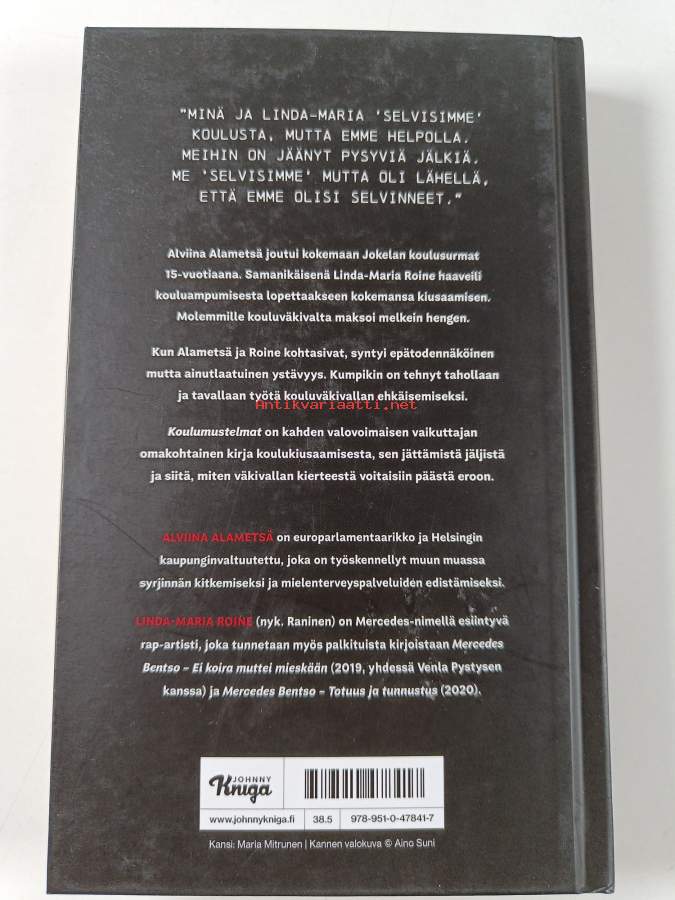 "MINÄ JA LINDA-MARIA 'SELVISIMME'
KOULUSTA, MUTTA EMME HELPOLLA.
MEIHIN ON JÄÄNYT PYSYVIÄ JÄLKIÄ.
ME 'SELVISIMME' MUTTA OLI LÄHELLÄ,
ETTÄ EMME OLISI SELVINNEET."
Alviina Alametsä joutui kokemaan Jokelan koulusurmat
15-vuotiaana. Samanikäisenä Linda-Maria Roine haaveili
kouluampumisesta lopettaakseen kokemansa kiusaamisen.
Molemmille kouluväkivalta maksoi melkein hengen.
Kun Alametsä ja Roine kohtasivat, syntyi epätodennäköinen
mutta ainutlaatuinen ystävyys. Kumpikin on tehnyt tahollaan
ja tavallaan työtä kouluväkivallan ehkäisemiseksi.
Antikvariaatti.net
Koulumustelmat on kahden valovoimaisen vaikuttajan
omakohtainen kirja koulukiusaamisesta, sen jättämistä jäljistä
ja siitä, miten väkivallan kierteestä voitaisiin päästä eroon.
ALVIINA ALAMETSÄ on europarlamentaarikko ja Helsingin
kaupunginvaltuutettu, joka on työskennellyt muun muassa
syrjinnän kitkemiseksi ja mielenterveyspalveluiden edistämiseksi.
LINDA-MARIA ROINE (nyk. Raninen) on Mercedes-nimellä esiintyvä
rap-artisti, joka tunnetaan myös palkituista kirjoistaan Mercedes
Bentso – Ei koira muttei mieskään (2019, yhdessä Venla Pystysen
kanssa) ja Mercedes Bentso – Totuus ja tunnustus (2020).
JOHNNY
Kniga
www.johnnykniga.fi
38.5
978-951-0-47841-7
Kansi: Maria Mitrunen | Kannen valokuva © Aino Suni